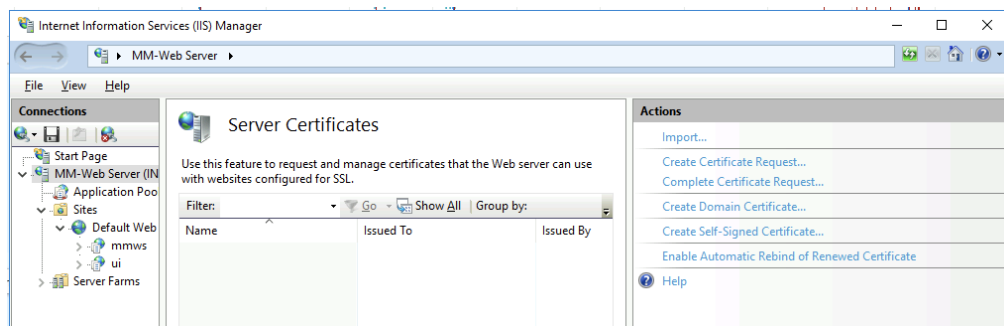 Internet Information Services (IIS) Manager
MM-Web Server
File View Help
Connections
Start Page
MM-Web Server (IN
Application Poo
Sites
Default Web
mmws
ui
Server Farms
Server Certificates
Use this feature to request and manage certificates that the Web server can use
with websites configured for SSL.
Filter: Go Show All Group by:
Name Issued To Issued By
Actions
Import...
Create Certificate Request...
Complete Certificate Request...
Create Domain Certificate...
Create Self-Signed Certificate...
Enable Automatic Rebind of Renewed Certificate
Help